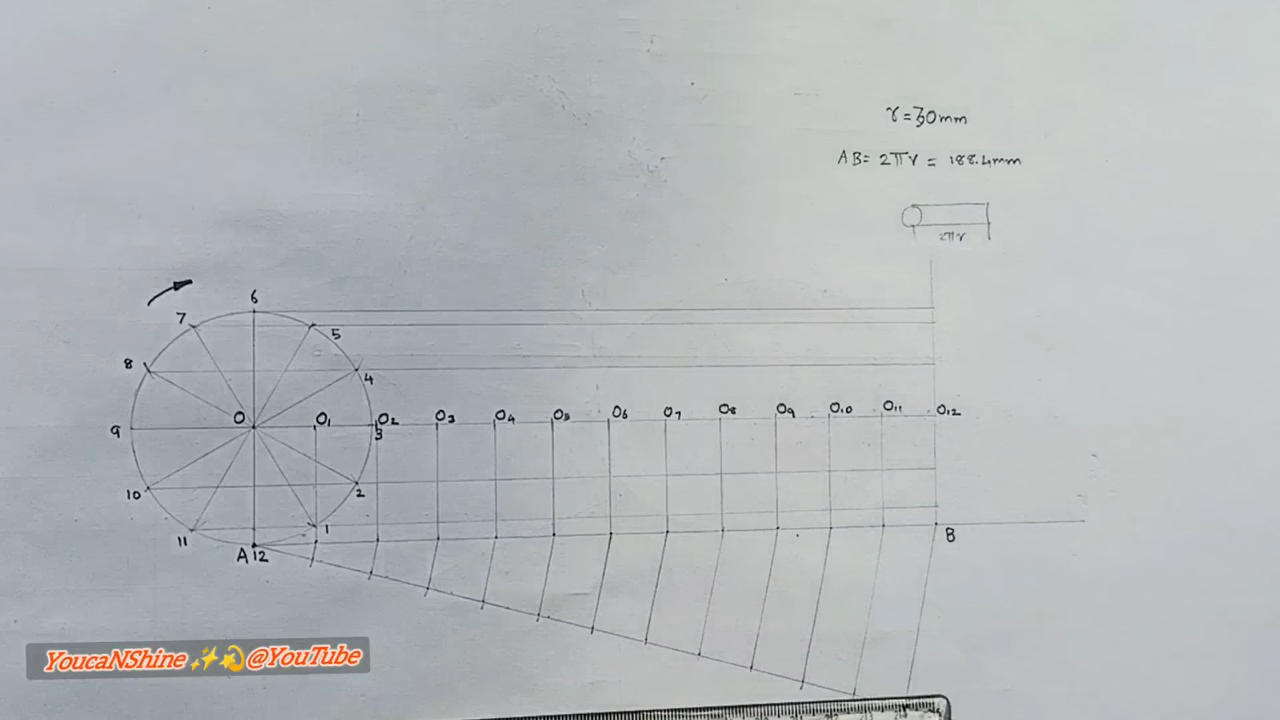 r=30mm
AB= 2πr = 188.4mm
2πr
6
7
5
8
4
O
O1
O2
O3
O4
O5
O6
O7
O8
O9
O10
O11
O12
9
3
10
2
11
1
A 12
B
YoucaNShine✨💫@YouTube